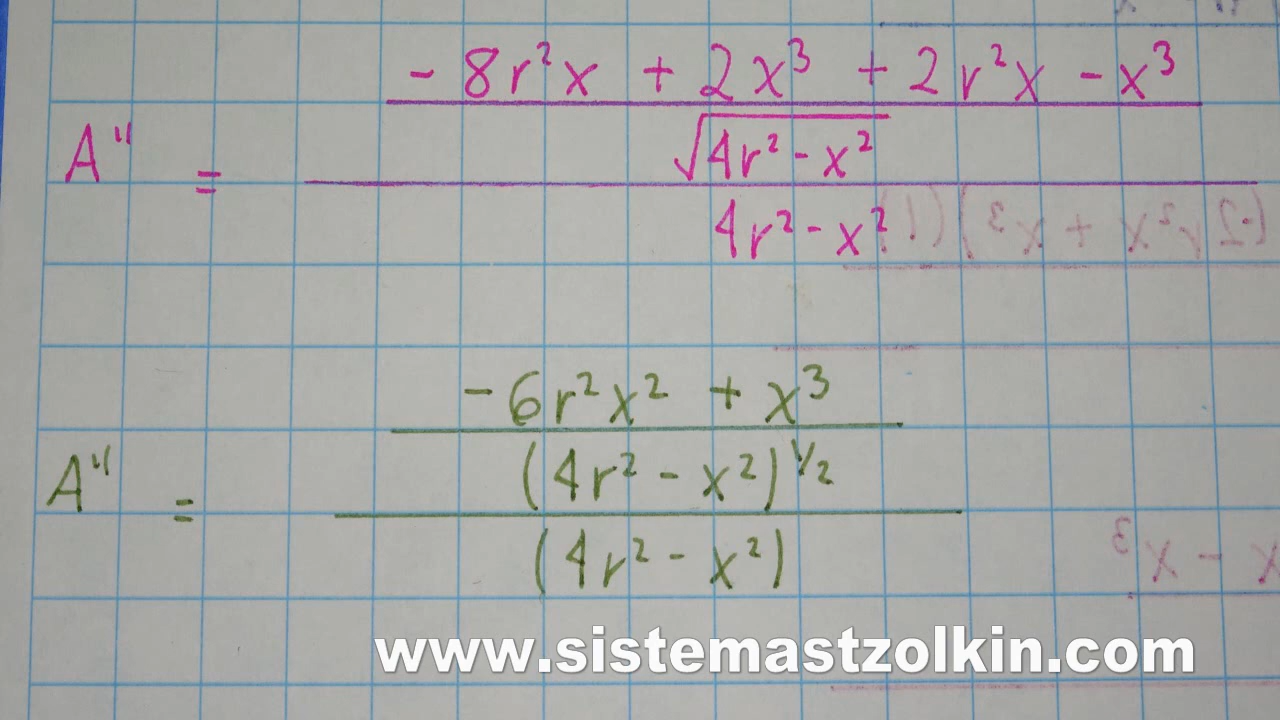 - 8r²x + 2x³ + 2r²x - x³
√4r² - x²
A" =
4r² - x²
- 6r²x² + x³
(4r² - x²)½
A" =
(4r² - x²)
www.sistemastzolkin.com